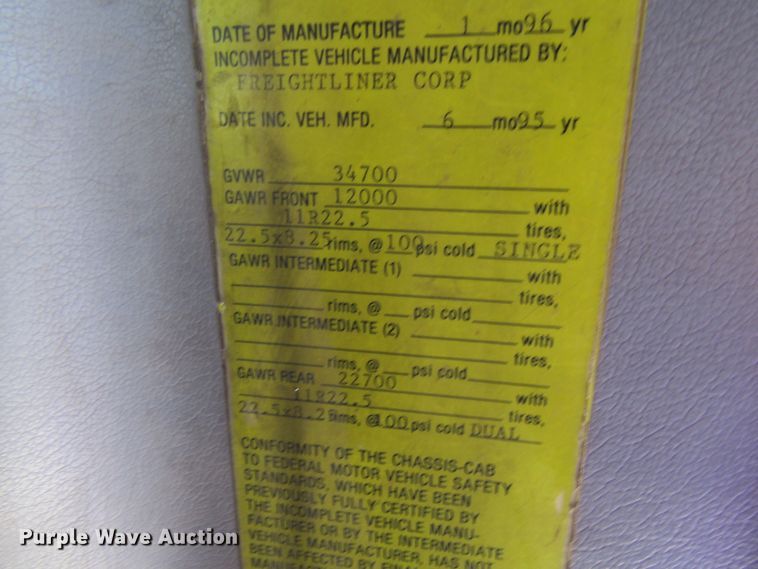 DATE OF MANUFACTURE 1 mo96 yr
INCOMPLETE VEHICLE MANUFACTURED BY:
FREIGHTLINER CORP
DATE INC. VEH. MFD. 6 mo95 yr
GVWR 34700
GAWR FRONT 12000 with
11R22.5 tires,
22.5x8.25 rims, @ 100 psi cold SINGLE
GAWR INTERMEDIATE (1) with
tires,
rims, @ psi cold
GAWR INTERMEDIATE (2) with
tires,
rims, @ psi cold
GAWR REAR 22700 with
11R22.5 tires,
22.5x8.25 rims, @100 psi cold DUAL
CONFORMITY OF THE CHASSIS-CAB
TO FEDERAL MOTOR VEHICLE SAFETY
STANDARDS, WHICH HAVE BEEN
PREVIOUSLY FULLY CERTIFIED BY
THE INCOMPLETE VEHICLE MANU-
FACTURER OR BY THE INTERMEDIATE
VEHICLE MANUFACTURER, HAS NOT
BEEN AFFECTED BY
Purple Wave Auction